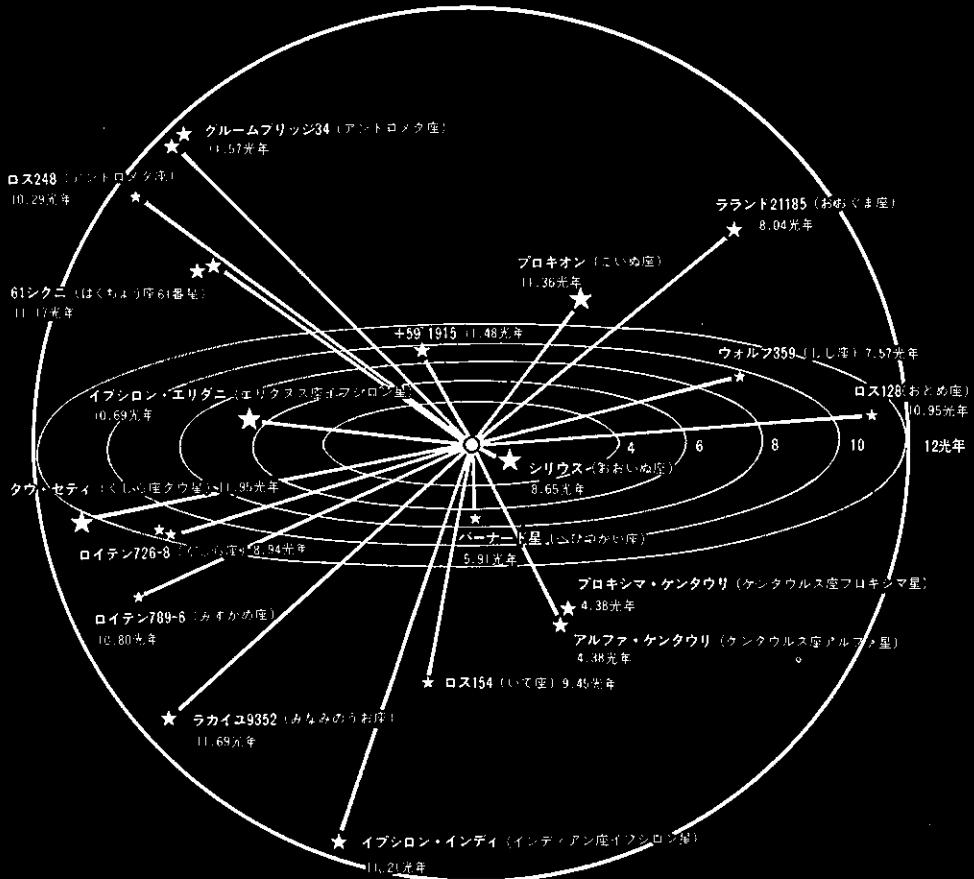 グルームブリッジ34（アンドロメダ座）
11.57光年
ロス248（アンドロメダ座）
10.29光年
ララント21185（おおぐま座）
8.04光年
プロキオン（こいぬ座）
11.36光年
61シグニ（はくちょう座61番星）
11.17光年
+59 1915 11.48光年
ウォルフ359（しし座）7.57光年
イプシロン・エリダニ（エリダヌス座イプシロン星）
10.69光年
ロス128（おとめ座）
10.95光年
4 6 8 10 12光年
シリウス（おおいぬ座）
8.65光年
タウ・セティ（くじら座タウ星）11.95光年
バーナード星（へびつかい座）
5.91光年
ロイテン726-8（くじら座）8.94光年
プロキシマ・ケンタウリ（ケンタウルス座プロキシマ星）
4.38光年
ロイテン789-6（みずがめ座）
10.80光年
アルファ・ケンタウリ（ケンタウルス座アルファ星）
4.38光年
ロス154（いて座）9.45光年
ラカイユ9352（みなみのうお座）
11.69光年
イプシロン・インディ（インディアン座イプシロン星）
11.21光年